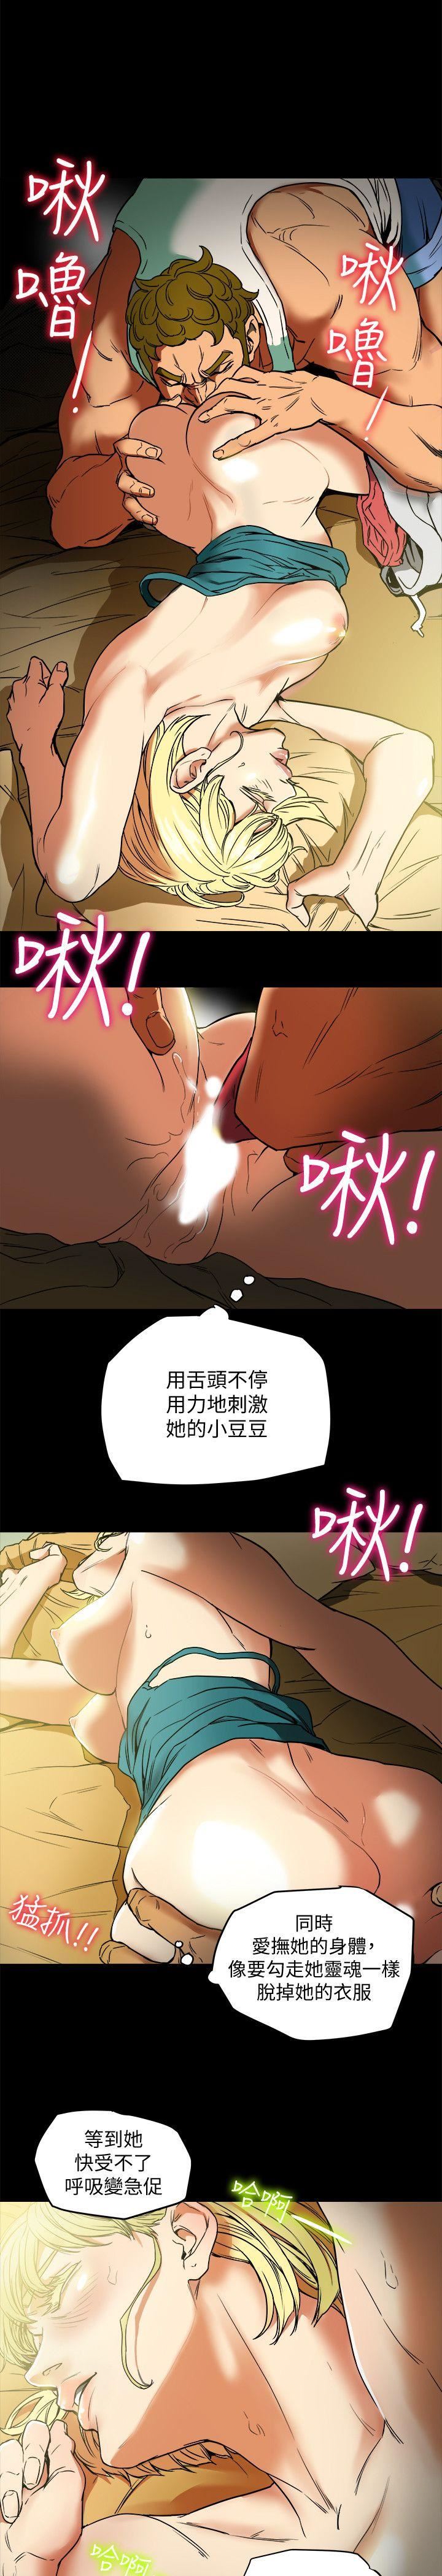 啾
嚕
！
啾
嚕
！
啾！
啾！
用舌頭不停
用力地刺激
她的小豆豆
啾！
猛抓!!
同時
愛撫她的身體，
像要勾走她靈魂一樣
脫掉她的衣服
等到她
快受不了
呼吸變急促
哈啊
哈啊